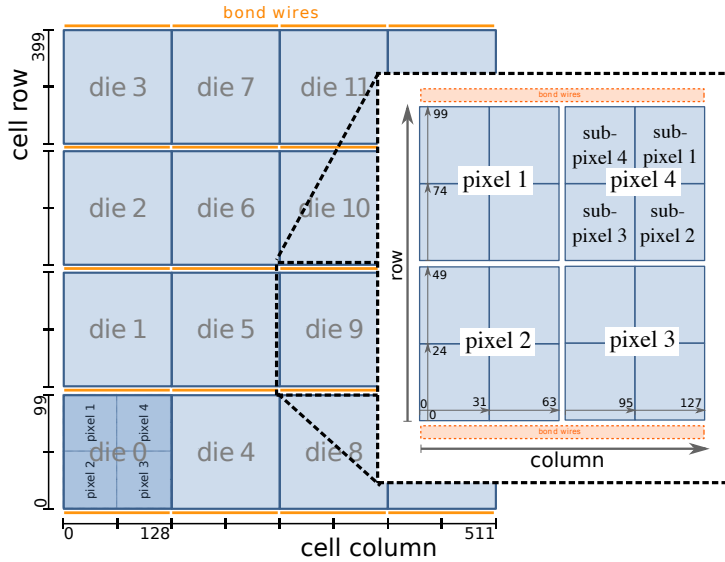 bond wires
399
cell row
die 3
die 7
die 11
die 2
die 6
die 10
die 1
die 5
die 9
99
0
die 0
die 4
die 8
pixel 1
pixel 4
pixel 2
pixel 3
0
128
511
cell column
bond wires
99
74
49
24
0
0
31
63
95
127
row
pixel 1
sub-
pixel 4
sub-
pixel 1
pixel 4
sub-
pixel 3
sub-
pixel 2
pixel 2
pixel 3
bond wires
column